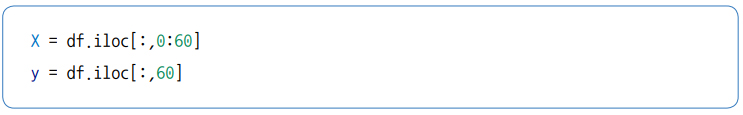 X = df.iloc[:,0:60]
y = df.iloc[:,60]